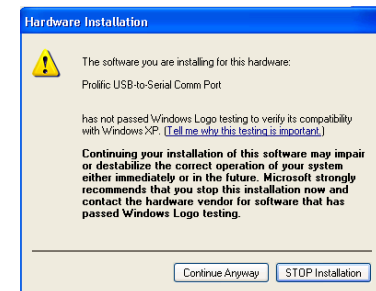 Hardware Installation
The software you are installing for this hardware:
Prolific USB-to-Serial Comm Port
has not passed Windows Logo testing to verify its compatibility
with Windows XP. (Tell me why this testing is important.)
Continuing your installation of this software may impair
or destabilize the correct operation of your system
either immediately or in the future. Microsoft strongly
recommends that you stop this installation now and
contact the hardware vendor for software that has
passed Windows Logo testing.
Continue Anyway STOP Installation